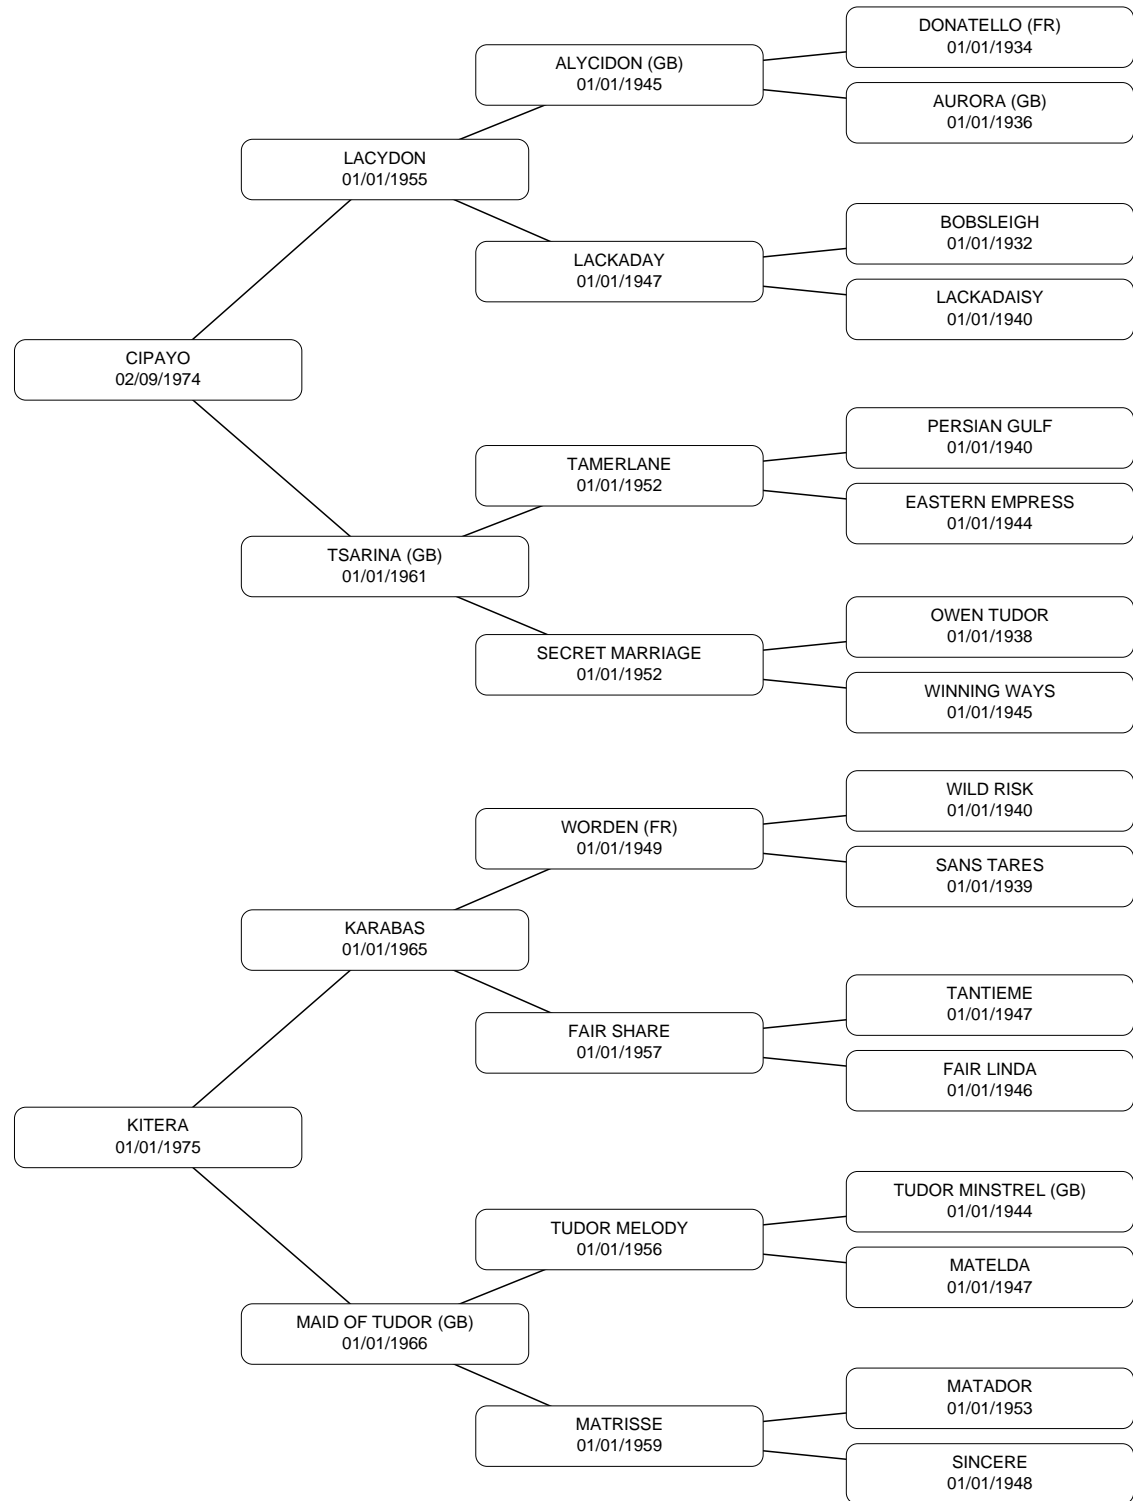 DONATELLO (FR)
01/01/1934
ALYCIDON (GB)
01/01/1945
AURORA (GB)
01/01/1936
LACYDON
01/01/1955
BOBSLEIGH
01/01/1932
LACKADAY
01/01/1947
LACKADAISY
01/01/1940
CIPAYO
02/09/1974
PERSIAN GULF
01/01/1940
TAMERLANE
01/01/1952
EASTERN EMPRESS
01/01/1944
TSARINA (GB)
01/01/1961
OWEN TUDOR
01/01/1938
SECRET MARRIAGE
01/01/1952
WINNING WAYS
01/01/1945
WILD RISK
01/01/1940
WORDEN (FR)
01/01/1949
SANS TARES
01/01/1939
KARABAS
01/01/1965
TANTIEME
01/01/1947
FAIR SHARE
01/01/1957
FAIR LINDA
01/01/1946
KITERA
01/01/1975
TUDOR MINSTREL (GB)
01/01/1944
TUDOR MELODY
01/01/1956
MATELDA
01/01/1947
MAID OF TUDOR (GB)
01/01/1966
MATADOR
01/01/1953
MATRISSE
01/01/1959
SINCERE
01/01/1948